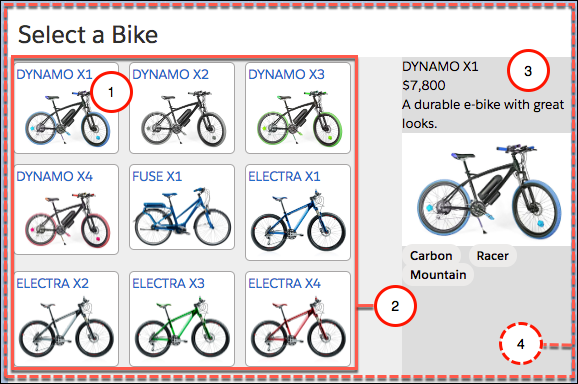 Select a Bike
DYNAMO X1
1
DYNAMO X2
DYNAMO X3
DYNAMO X4
FUSE X1
ELECTRA X1
ELECTRA X2
ELECTRA X3
ELECTRA X4
2
DYNAMO X1
3
$7,800
A durable e-bike with great
looks.
Carbon
Racer
Mountain
4